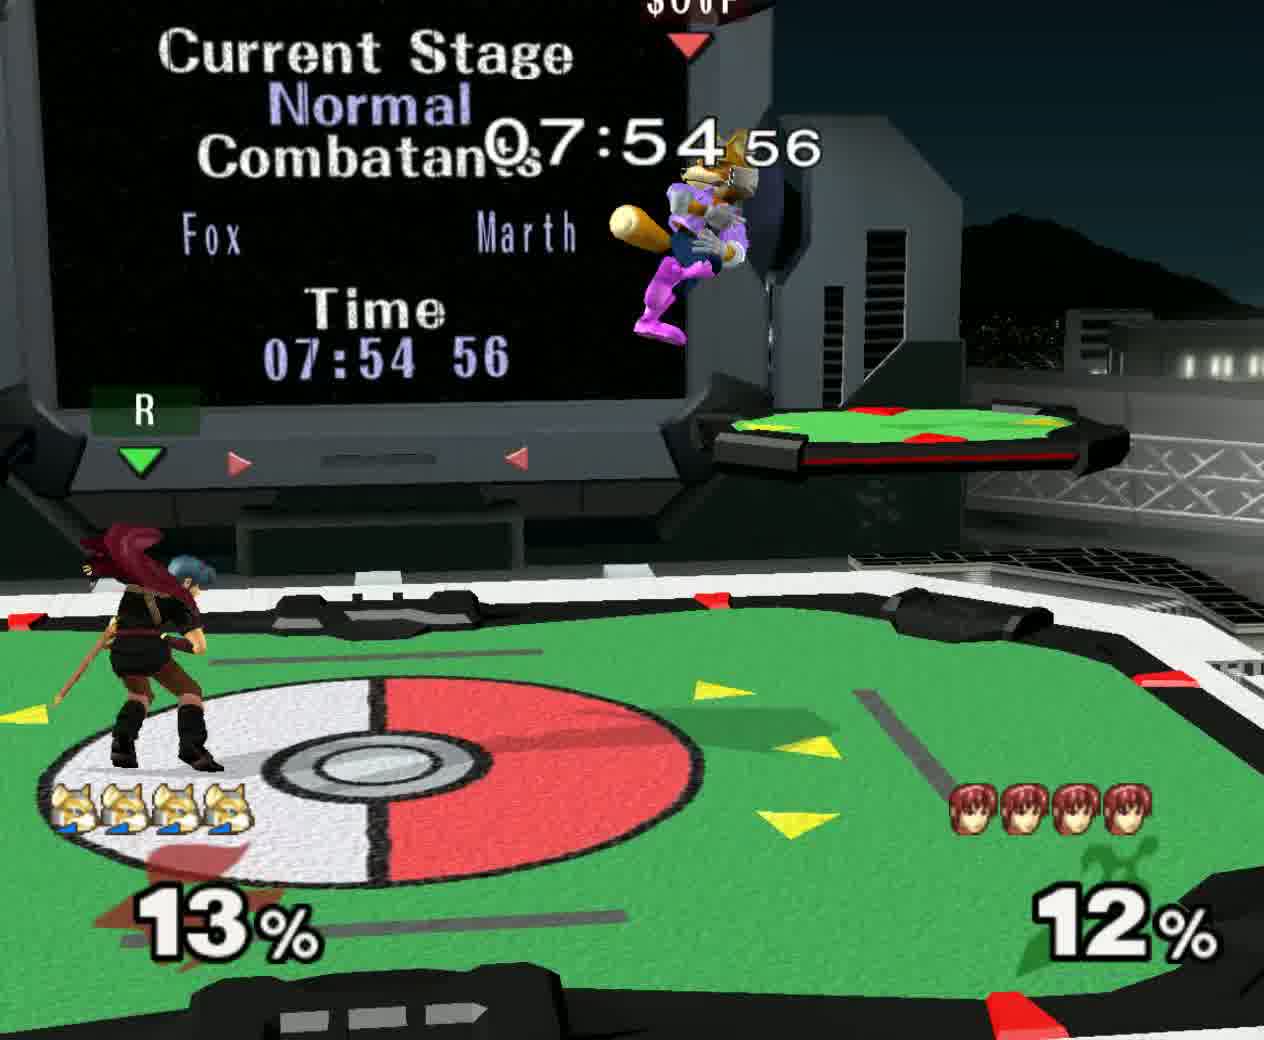 Current Stage
Normal
Combatants
07:54 56
Fox Marth
Time
07:54 56
R
13%
12%